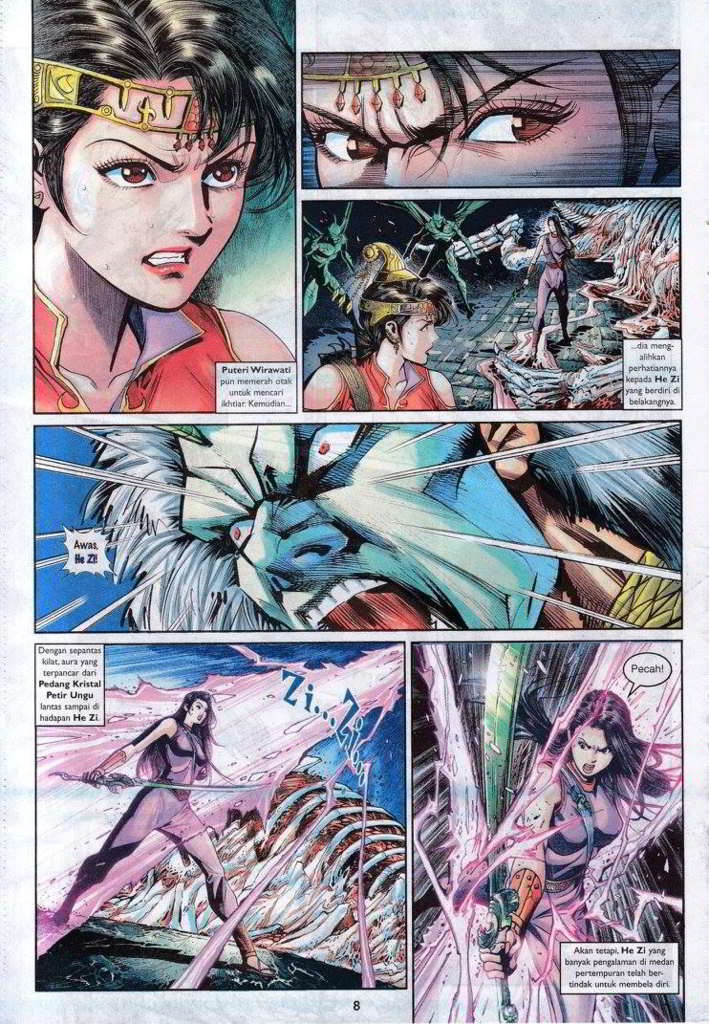 Puteri Wirawati
pun memerah otak
untuk mencari
ikhtiar. Kemudian...
...dia meng-
alihkan
perhatiannya
kepada He Zi
yang berdiri di
belakangnya.
Awas,
He Zi!
Dengan sepantas
kilat, aura yang
terpancar dari
Pedang Kristal
Petir Ungu
lantas sampai di
hadapan He Zi.
Zi...Zi...
Pecah!
Akan tetapi, He Zi yang
banyak pengalaman di medan
pertempuran telah ber-
tindak untuk membela diri.
8